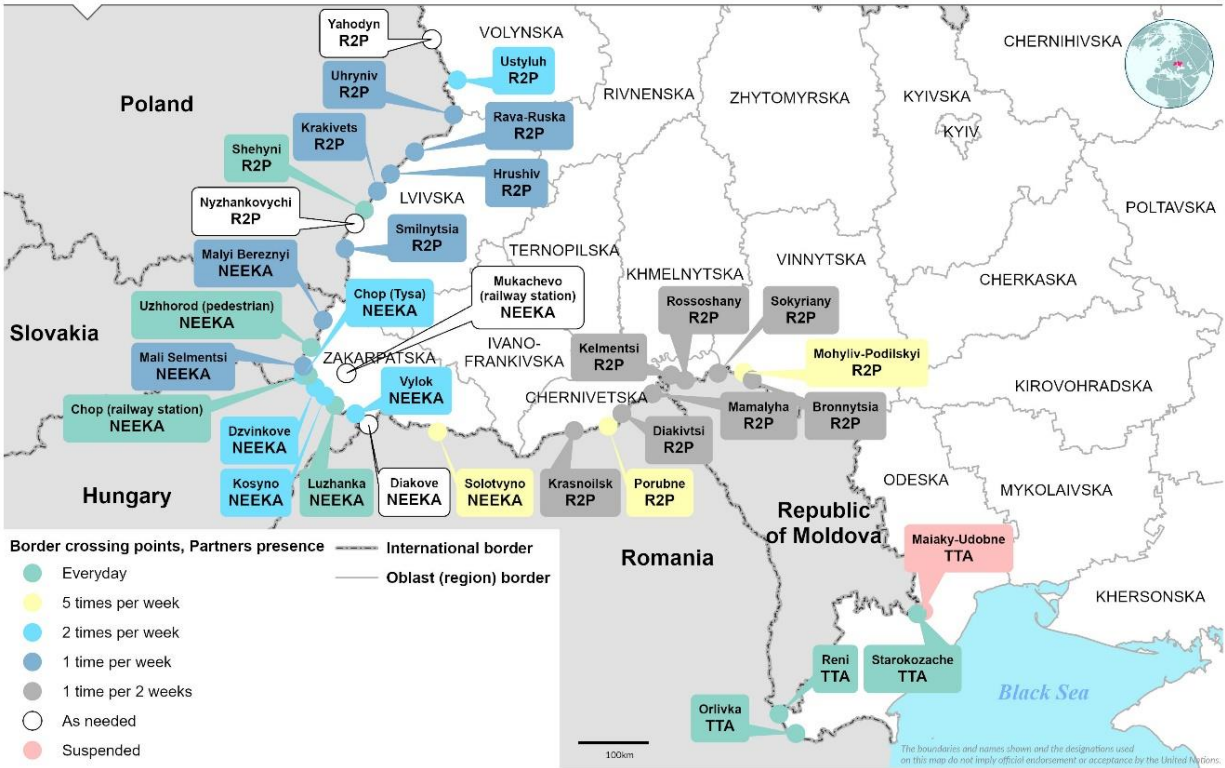 Yahodyn
R2P
VOLYNSKA
CHERNIHIVSKA
Ustyluh
R2P
Uhryniv
R2P
RIVNENSKA
ZHYTOMYRSKA
KYIVSKA
KYIV
Poland
Rava-Ruska
R2P
Krakivets
R2P
Shehyni
R2P
Hrushiv
R2P
Nyzhankovychi
R2P
LVIVSKA
POLTAVSKA
Smilnytsia
R2P
Malyi Bereznyi
NEEKA
TERNOPILSKA
KHMELNYTSKA
VINNYTSKA
CHERKASKA
Uzhhorod (pedestrian)
NEEKA
Chop (Tysa)
NEEKA
Mukachevo
(railway station)
NEEKA
Rossoshany
R2P
Sokyriany
R2P
Slovakia
Mali Selmentsi
NEEKA
ZAKARPATSKA
IVANO-
FRANKIVSKA
Kelmentsi
R2P
Mohyliv-Podilskyi
R2P
KIROVOHRADSKA
Chop (railway station)
NEEKA
Vylok
NEEKA
CHERNIVETSKA
Mamalyha
R2P
Bronnytsia
R2P
Dzvinkove
NEEKA
Diakivtsi
R2P
Hungary
Kosyno
NEEKA
Luzhanka
NEEKA
Diakove
NEEKA
Solotvyno
NEEKA
Krasnoilsk
R2P
Porubne
R2P
ODESKA
MYKOLAIVSKA
Republic
of Moldova
Romania
Maiaky-Udobne
TTA
KHERSONSKA
Reni
TTA
Starokozache
TTA
Orlivka
TTA
Black Sea
Border crossing points, Partners presence
Everyday
5 times per week
2 times per week
1 time per week
1 time per 2 weeks
As needed
Suspended
International border
Oblast (region) border
100km
The boundaries and names shown and the designations used
on this map do not imply official endorsement or acceptance by the United Nations.